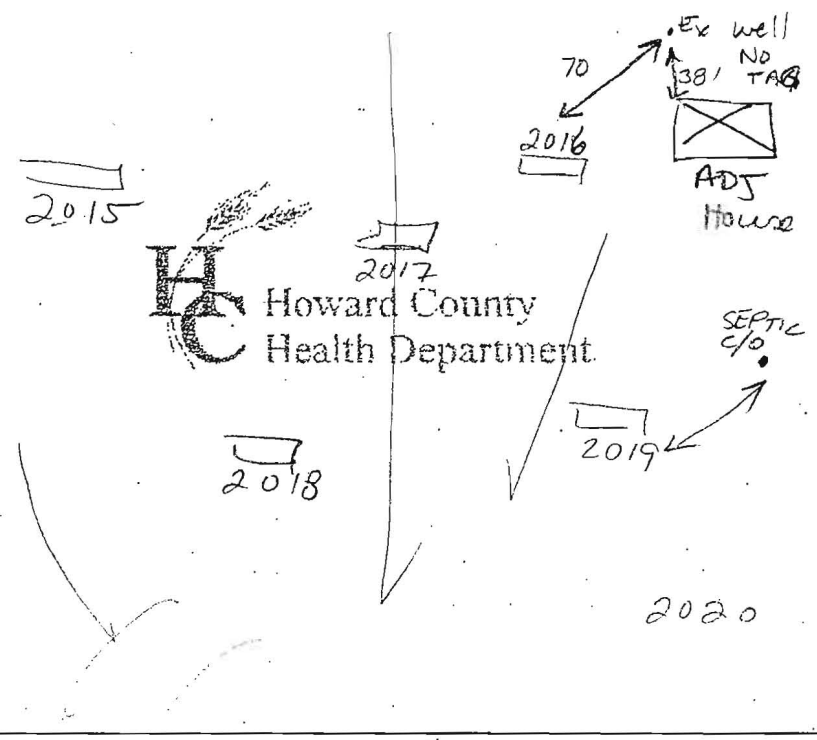 Ex well
NO
TAG
70
38'
2016
ADJ
House
2015
2017
HC
Howard County
Health Department
SEPTIC
C/O
2019
2018
2020